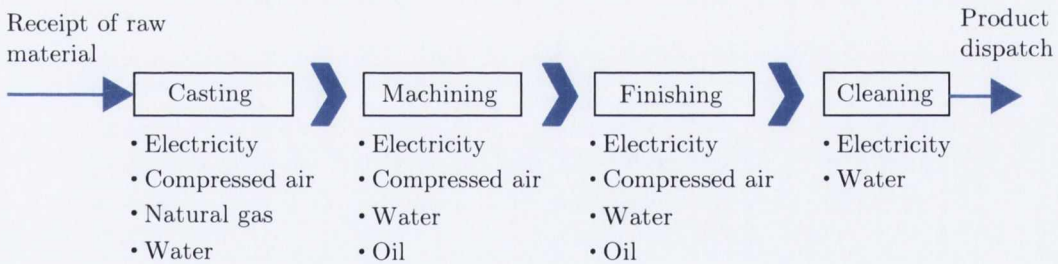 Receipt of raw
material
Product
dispatch
Casting
Machining
Finishing
Cleaning
• Electricity
• Compressed air
• Natural gas
• Water
• Electricity
• Compressed air
• Water
• Oil
• Electricity
• Compressed air
• Water
• Oil
• Electricity
• Water